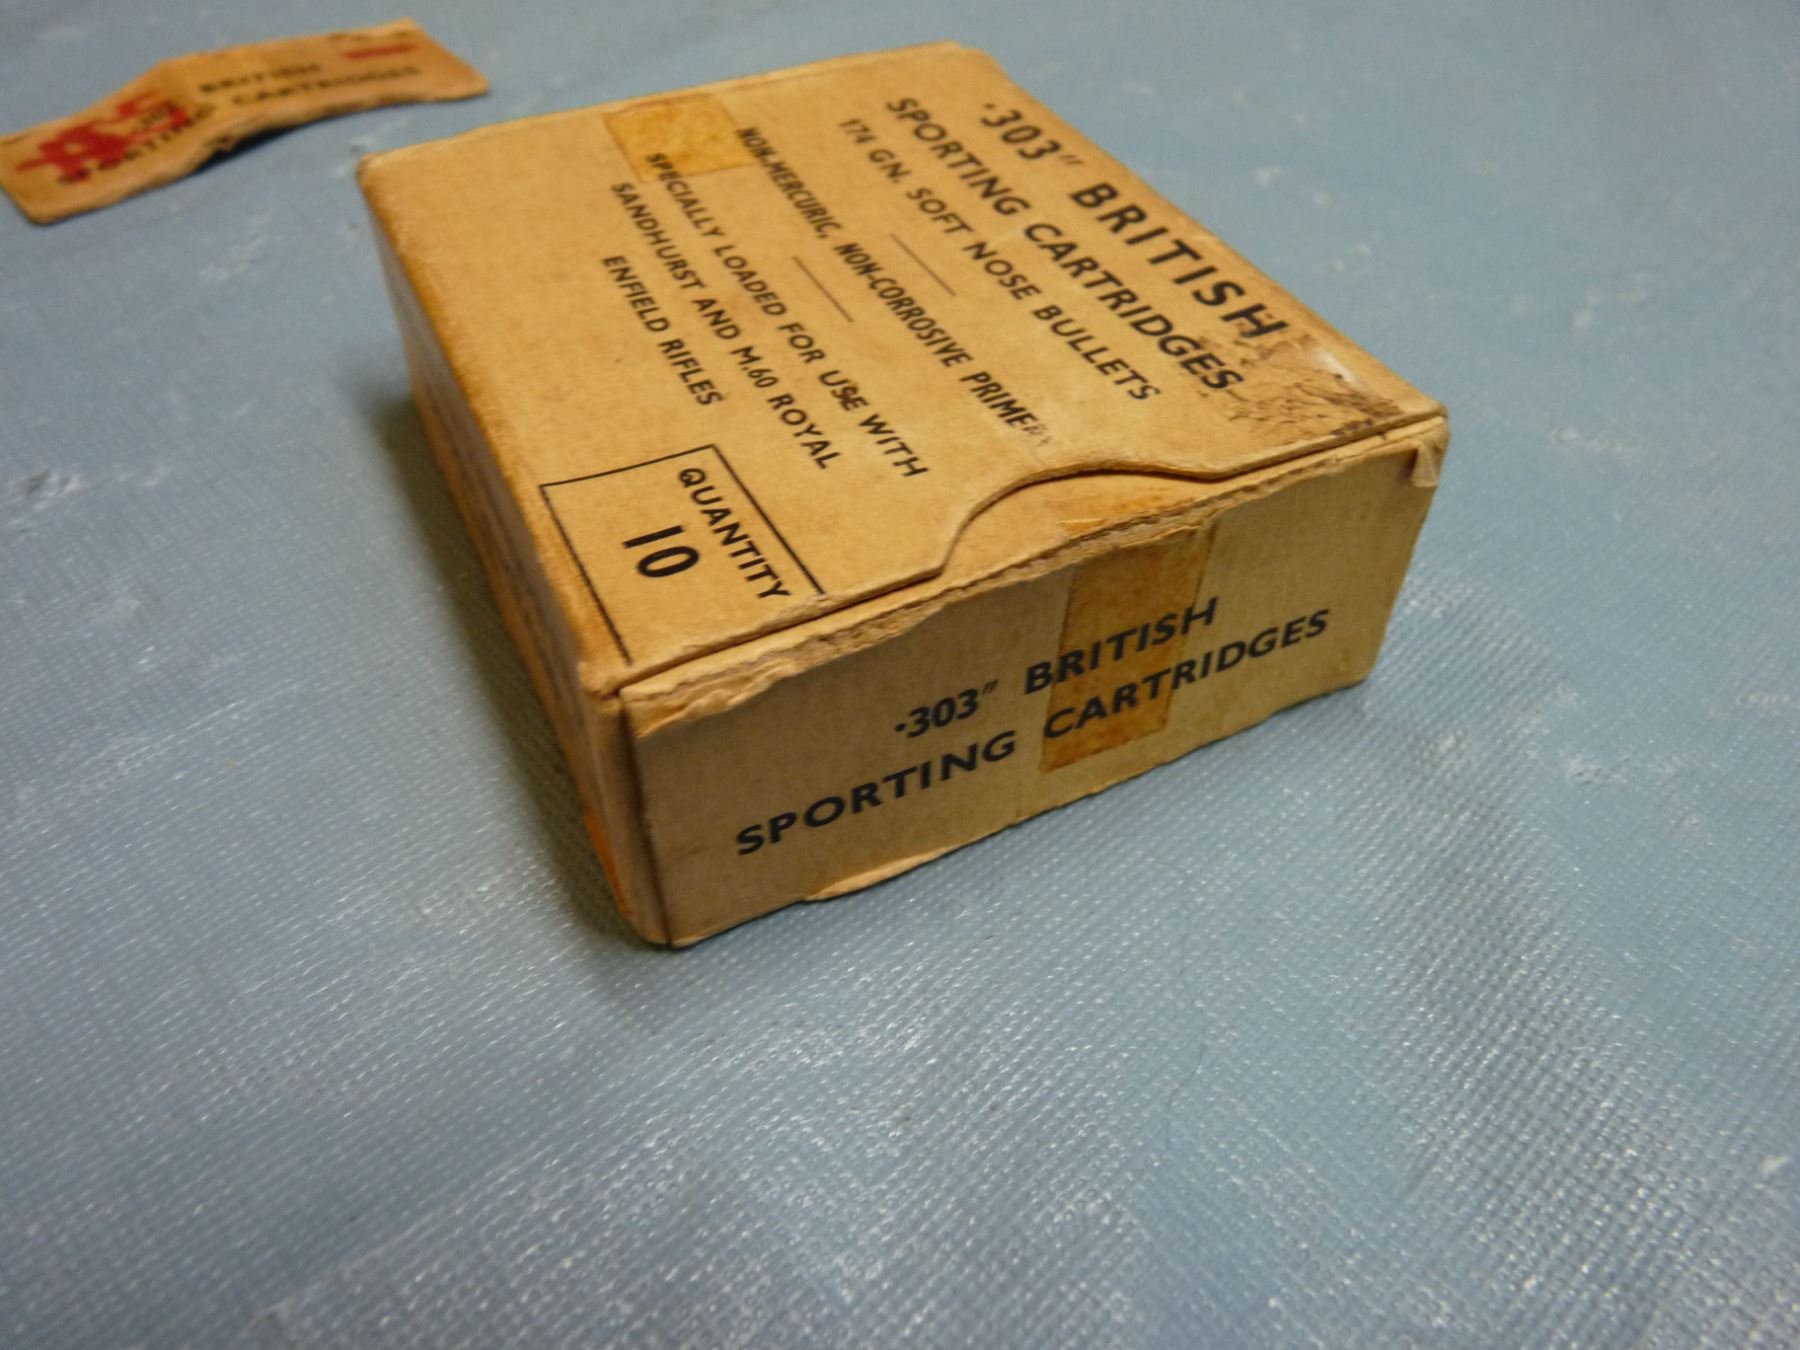 .303" BRITISH
SPORTING CARTRIDGES
174 GN. SOFT NOSE BULLETS
NON-MERCURIC, NON-CORROSIVE PRIMERS
SPECIALLY LOADED FOR USE WITH
SANDHURST AND M.60 ROYAL
ENFIELD RIFLES
QUANTITY
10
.303" BRITISH
SPORTING CARTRIDGES
BRITISH
CARTRIDGES